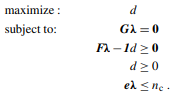 maximize : d
subject to: Gλ = 0
Fλ – 1d ≥ 0
d ≥ 0
eλ ≤ n_c .